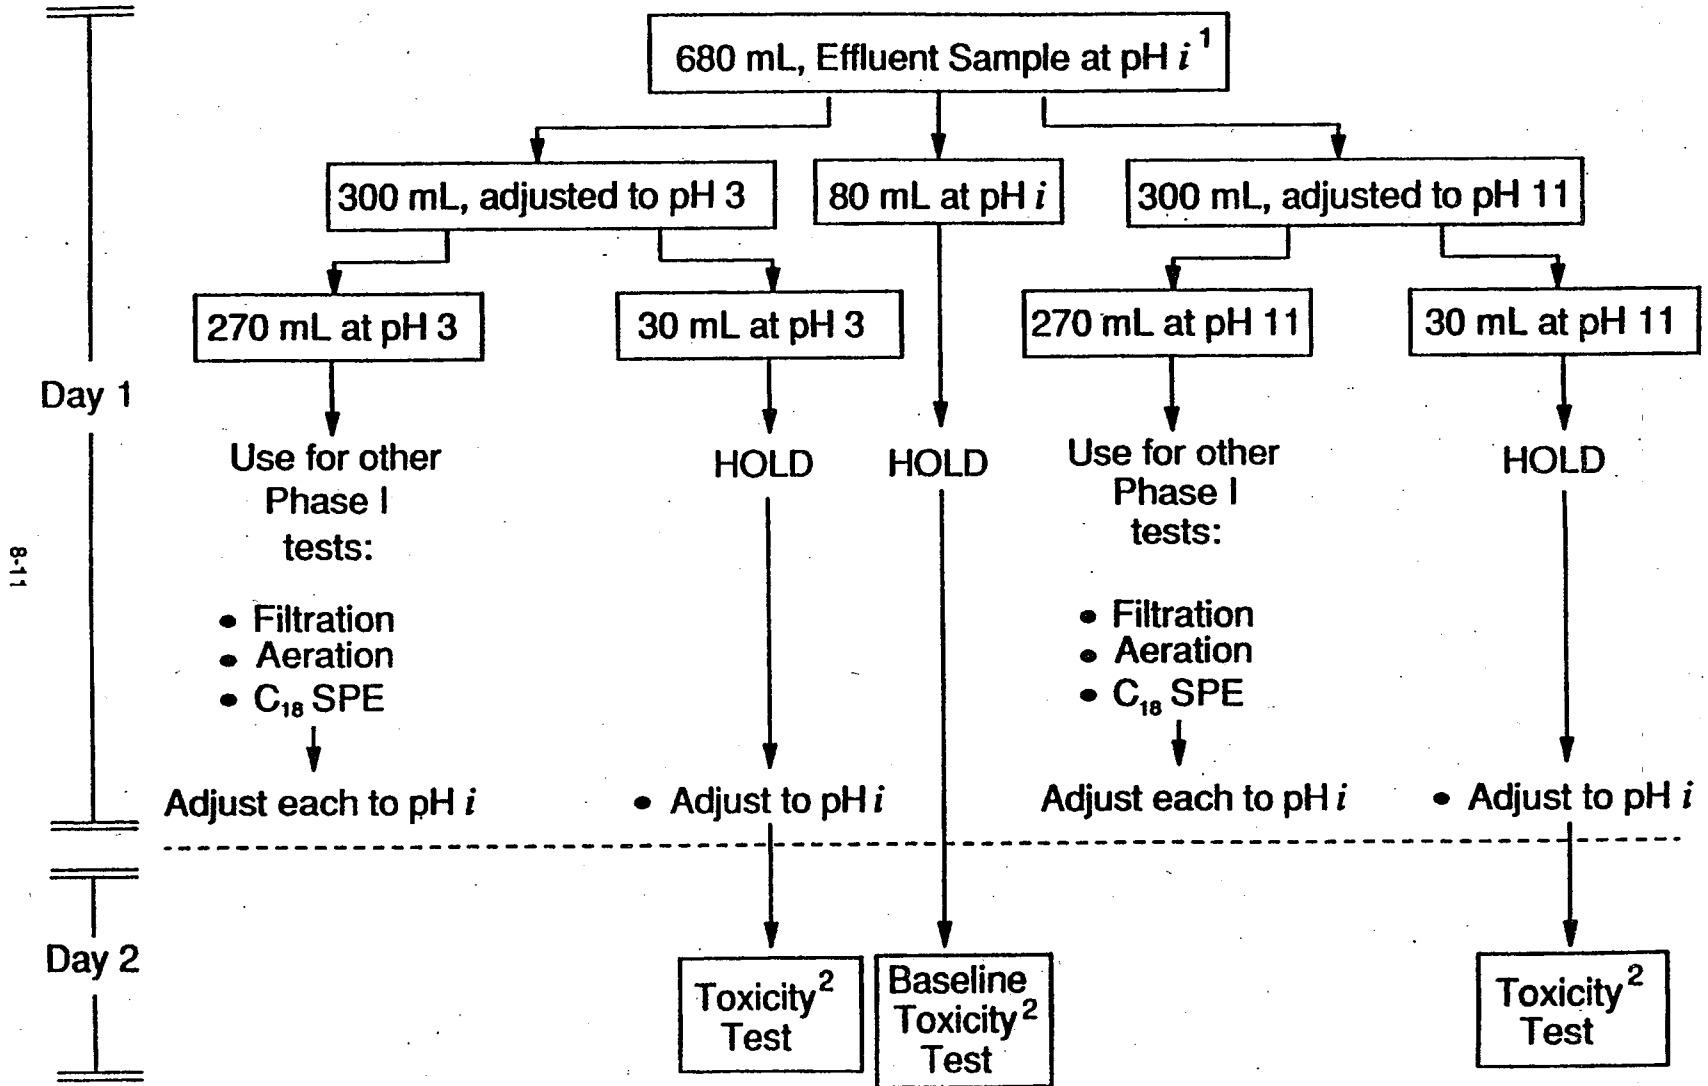 680 mL, Effluent Sample at pH i 1
300 mL, adjusted to pH 3
80 mL at pH i
300 mL, adjusted to pH 11
270 mL at pH 3
30 mL at pH 3
270 mL at pH 11
30 mL at pH 11
Day 1
Use for other
Phase I
tests:
HOLD
HOLD
Use for other
Phase I
tests:
HOLD
8-11
• Filtration
• Aeration
• C18 SPE
• Filtration
• Aeration
• C18 SPE
Adjust each to pH i
• Adjust to pH i
Adjust each to pH i
• Adjust to pH i
Day 2
Toxicity2
Test
Baseline
Toxicity2
Test
Toxicity2
Test